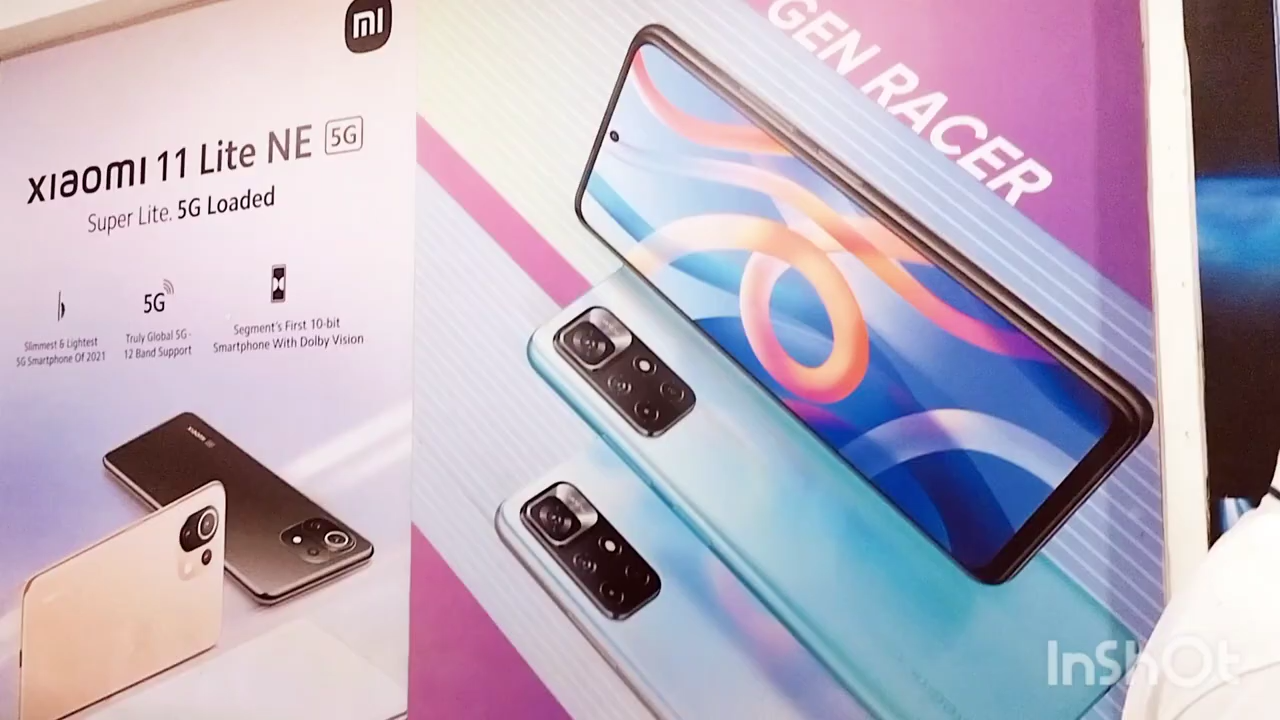 mi
xiaomi 11 Lite NE 5G
Super Lite. 5G Loaded
5G
Slimmest & Lightest
5G Smartphone Of 2021
Truly Global 5G -
12 Band Support
Segment's First 10-bit
Smartphone With Dolby Vision
GEN RACER
InShOt